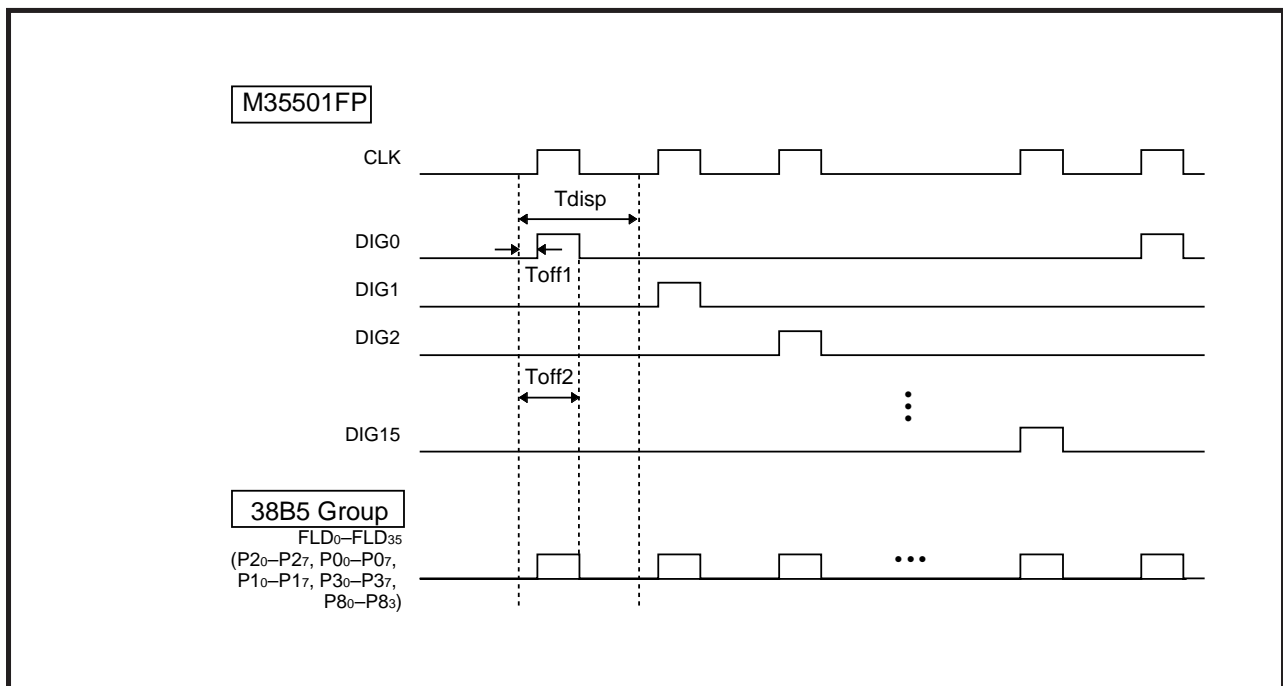 M35501FP
CLK
Tdisp
DIG0
Toff1
DIG1
DIG2
Toff2
DIG15
38B5 Group
FLD0–FLD35
(P20–P27, P00–P07,
P10–P17, P30–P37,
P80–P83)